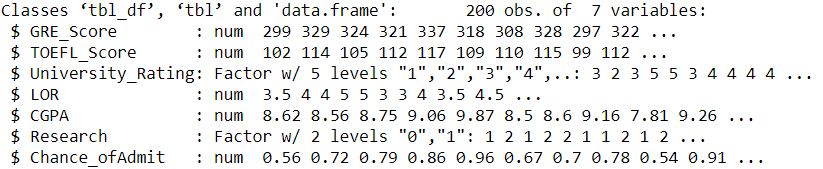 Classes ‘tbl_df’, ‘tbl’ and 'data.frame':	200 obs. of  7 variables:
 $ GRE_Score        : num  299 329 324 321 337 318 308 328 297 322 ...
 $ TOEFL_Score      : num  102 114 105 112 117 109 110 115 99 112 ...
 $ University_Rating: Factor w/ 5 levels "1","2","3","4",..: 3 2 3 5 5 3 4 4 4 4 ...
 $ LOR              : num  3.5 4 4 5 5 3 3 4 3.5 4.5 ...
 $ CGPA             : num  8.62 8.56 8.75 9.06 9.87 8.5 8.6 9.16 7.81 9.26 ...
 $ Research         : Factor w/ 2 levels "0","1": 1 2 1 2 2 1 1 2 1 2 ...
 $ Chance_ofAdmit   : num  0.56 0.72 0.79 0.86 0.96 0.67 0.7 0.78 0.54 0.91 ...